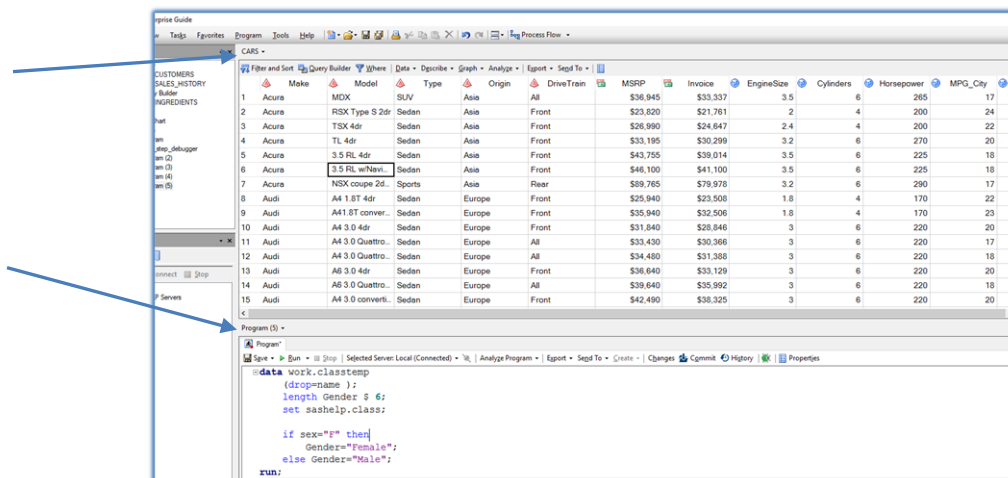 erprise Guide
w Tasks Favorites Program Tools Help Process Flow
CARS
CUSTOMERS
SALES_HISTORY
y Builder
INGREDIENTS
hart
am
_step_debugger
am (2)
am (3)
am (4)
am (5)
onnect Stop
P Servers
Filter and Sort Query Builder Where Data Describe Graph Analyze Export Send To
Make Model Type Origin DriveTrain MSRP Invoice EngineSize Cylinders Horsepower MPG_City
1 Acura MDX SUV Asia All $36,945 $33,337 3.5 6 265 17
2 Acura RSX Type S 2dr Sedan Asia Front $23,820 $21,761 2 4 200 24
3 Acura TSX 4dr Sedan Asia Front $26,990 $24,647 2.4 4 200 22
4 Acura TL 4dr Sedan Asia Front $33,195 $30,299 3.2 6 270 20
5 Acura 3.5 RL 4dr Sedan Asia Front $43,755 $39,014 3.5 6 225 18
6 Acura 3.5 RL w/Navi... Sedan Asia Front $46,100 $41,100 3.5 6 225 18
7 Acura NSX coupe 2d... Sports Asia Rear $89,765 $79,978 3.2 6 290 17
8 Audi A4 1.8T 4dr Sedan Europe Front $25,940 $23,508 1.8 4 170 22
9 Audi A41.8T conver... Sedan Europe Front $35,940 $32,506 1.8 4 170 23
10 Audi A4 3.0 4dr Sedan Europe Front $31,840 $28,846 3 6 220 20
11 Audi A4 3.0 Quattro... Sedan Europe All $33,430 $30,366 3 6 220 17
12 Audi A4 3.0 Quattro... Sedan Europe All $34,480 $31,388 3 6 220 18
13 Audi A6 3.0 4dr Sedan Europe Front $36,640 $33,129 3 6 220 20
14 Audi A6 3.0 Quattro... Sedan Europe All $39,640 $35,992 3 6 220 18
15 Audi A4 3.0 converti... Sedan Europe Front $42,490 $38,325 3 6 220 20
Program (5)
Program*
Save Run Stop Selected Server: Local (Connected) Analyze Program Export Send To Create Changes Commit History Properties
data work.classtemp
(drop=name );
length Gender $ 6;
set sashelp.class;
if sex="F" then
Gender="Female";
else Gender="Male";
run;